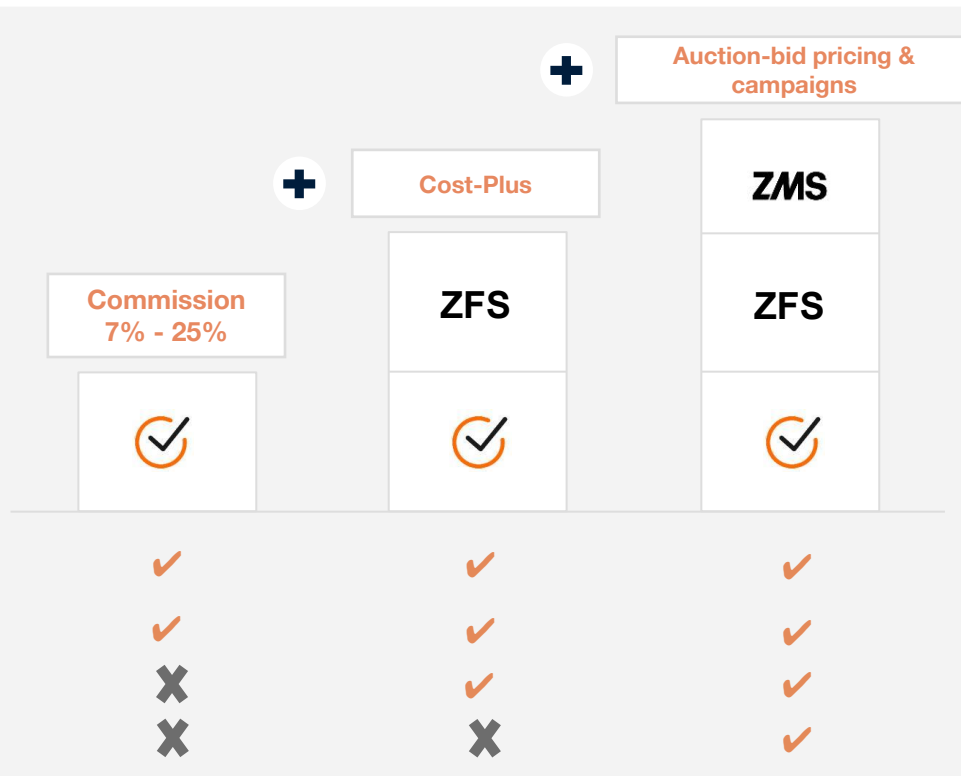 Auction-bid pricing &
campaigns
Cost-Plus
ZMS
Commission
7% - 25%
ZFS
ZFS